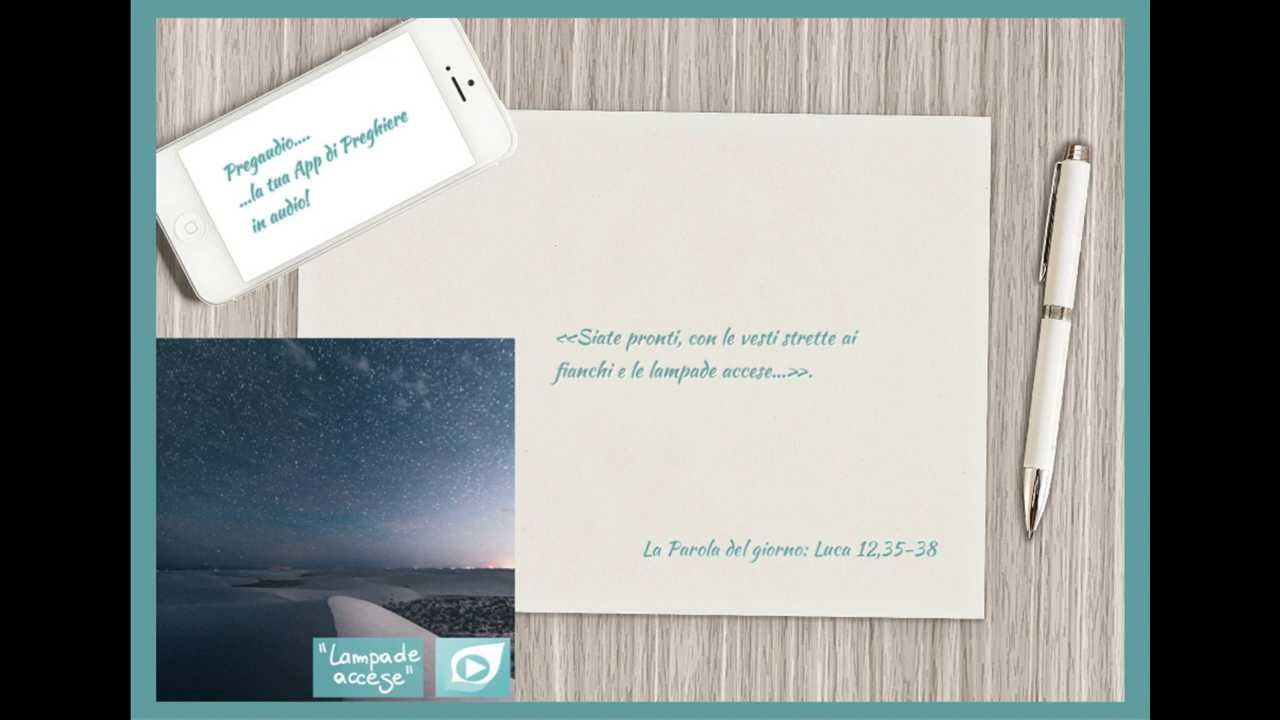 Pregaudio....
...la tua App di Preghiere
in audio!
<<Siate pronti, con le vesti strette ai
fianchi e le lampade accese...>>.
La Parola del giorno: Luca 12,35-38
"Lampade
accese"